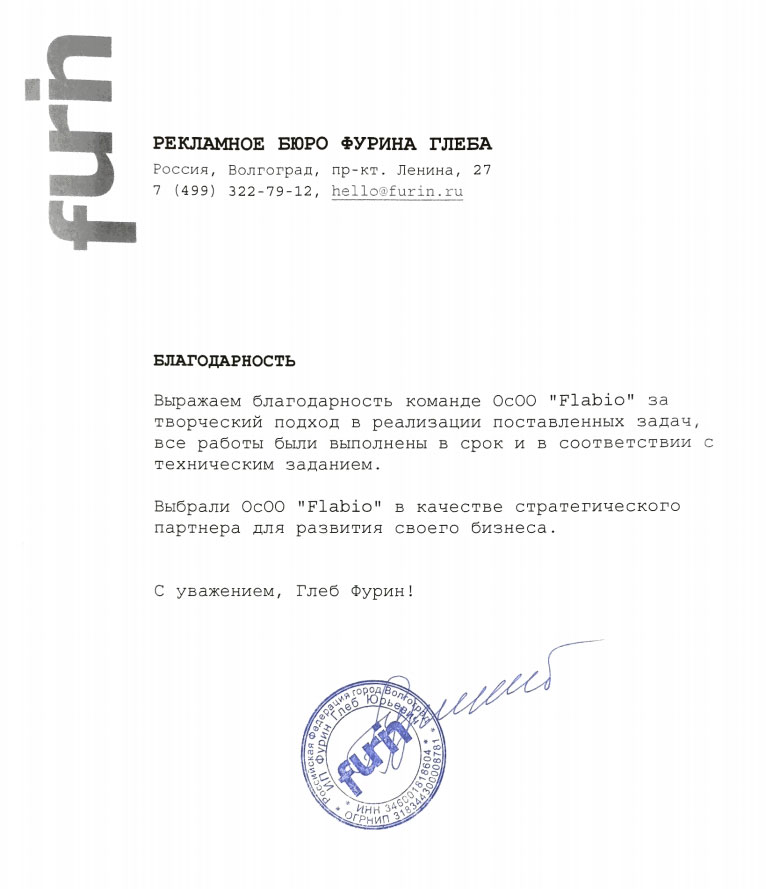 furin
РЕКЛАМНОЕ БЮРО ФУРИНА ГЛЕБА
Россия, Волгоград, пр-кт. Ленина, 27
7 (499) 322-79-12, hello@furin.ru
БЛАГОДАРНОСТЬ
Выражаем благодарность команде ОсОО "Flabio" за
творческий подход в реализации поставленных задач,
все работы были выполнены в срок и в соответствии с
техническим заданием.
Выбрали ОсОО "Flabio" в качестве стратегического
партнера для развития своего бизнеса.
С уважением, Глеб Фурин!
Российская Федерация город Волгоград
ИП Фурин Глеб Юрьевич
furin
* ИНН 346001818604 *
* ОГРНИП 318344300008781 *